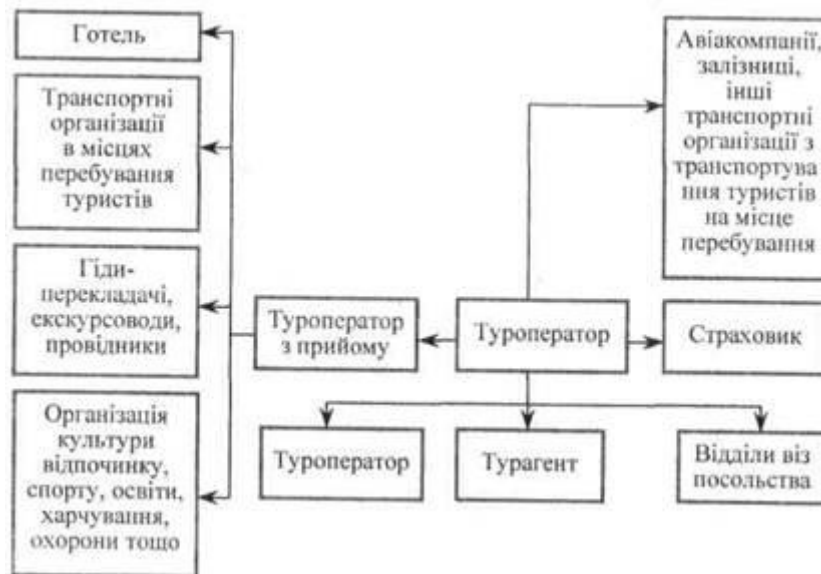 Готель
Транспортні
організації
в місцях
перебування
туристів
Гіди-
перекладачі,
екскурсоводи,
провідники
Організація
культури
відпочинку,
спорту, освіти,
харчування,
охорони тощо
Туроператор
з прийому
Туроператор
Авіакомпанії,
залізниці,
інші
транспортні
організації з
транспортува
ння туристів
на місце
перебування
Страховик
Туроператор
Турагент
Відділи віз
посольства